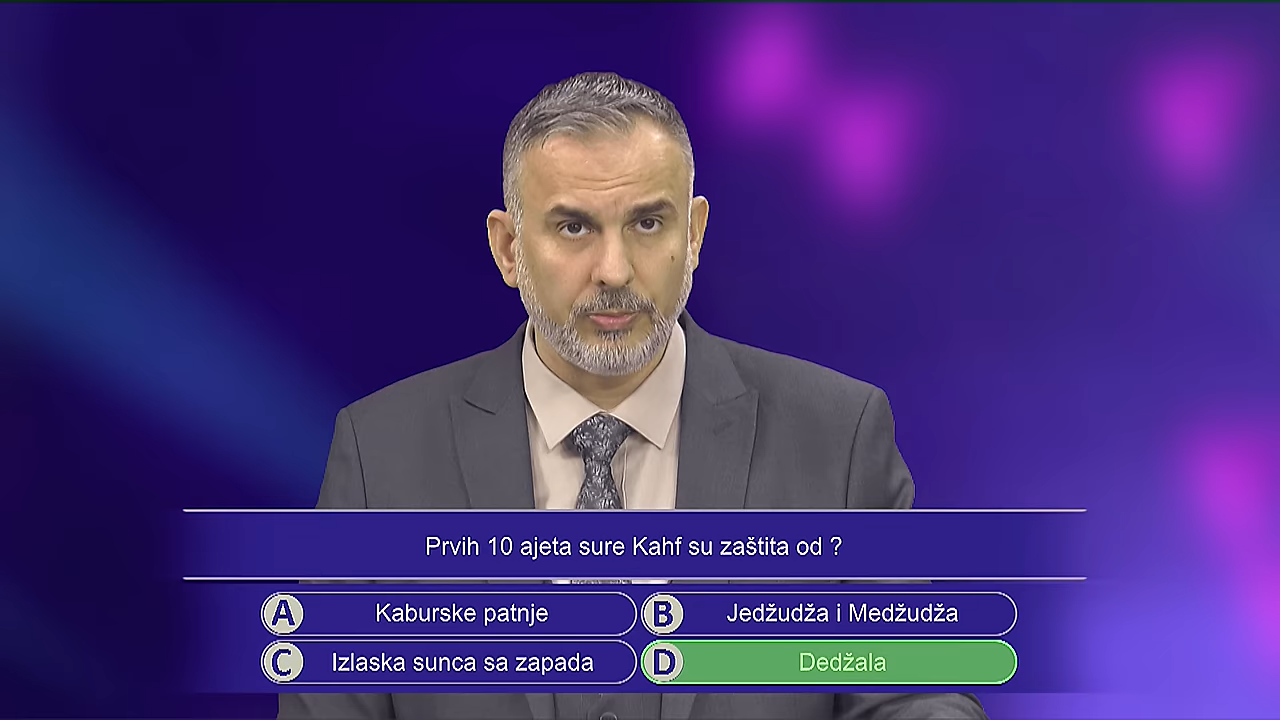 Prvih 10 ajeta sure Kahf su zaštita od ?
A Kaburske patnje
B Jedžudža i Medžudža
C Izlaska sunca sa zapada
D Dedžala